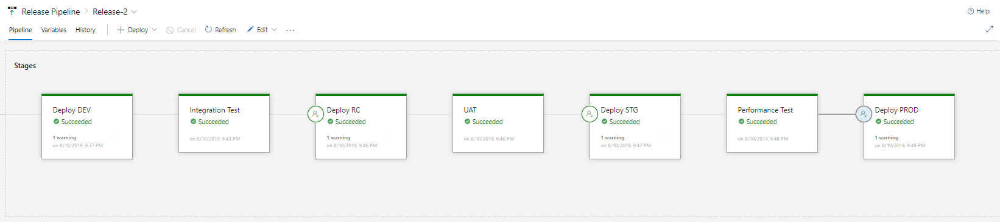 Release Pipeline > Release-2
Help
Pipeline Variables History + Deploy Cancel Refresh Edit ...
Stages
Deploy DEV
Succeeded
1 warning
on 8/10/2019, 9:37 PM
Integration Test
Succeeded
on 8/10/2019, 9:43 PM
Deploy RC
Succeeded
1 warning
on 8/10/2019, 9:46 PM
UAT
Succeeded
on 8/10/2019, 9:46 PM
Deploy STG
Succeeded
1 warning
on 8/10/2019, 9:47 PM
Performance Test
Succeeded
on 8/10/2019, 9:48 PM
Deploy PROD
Succeeded
1 warning
on 8/10/2019, 9:49 PM